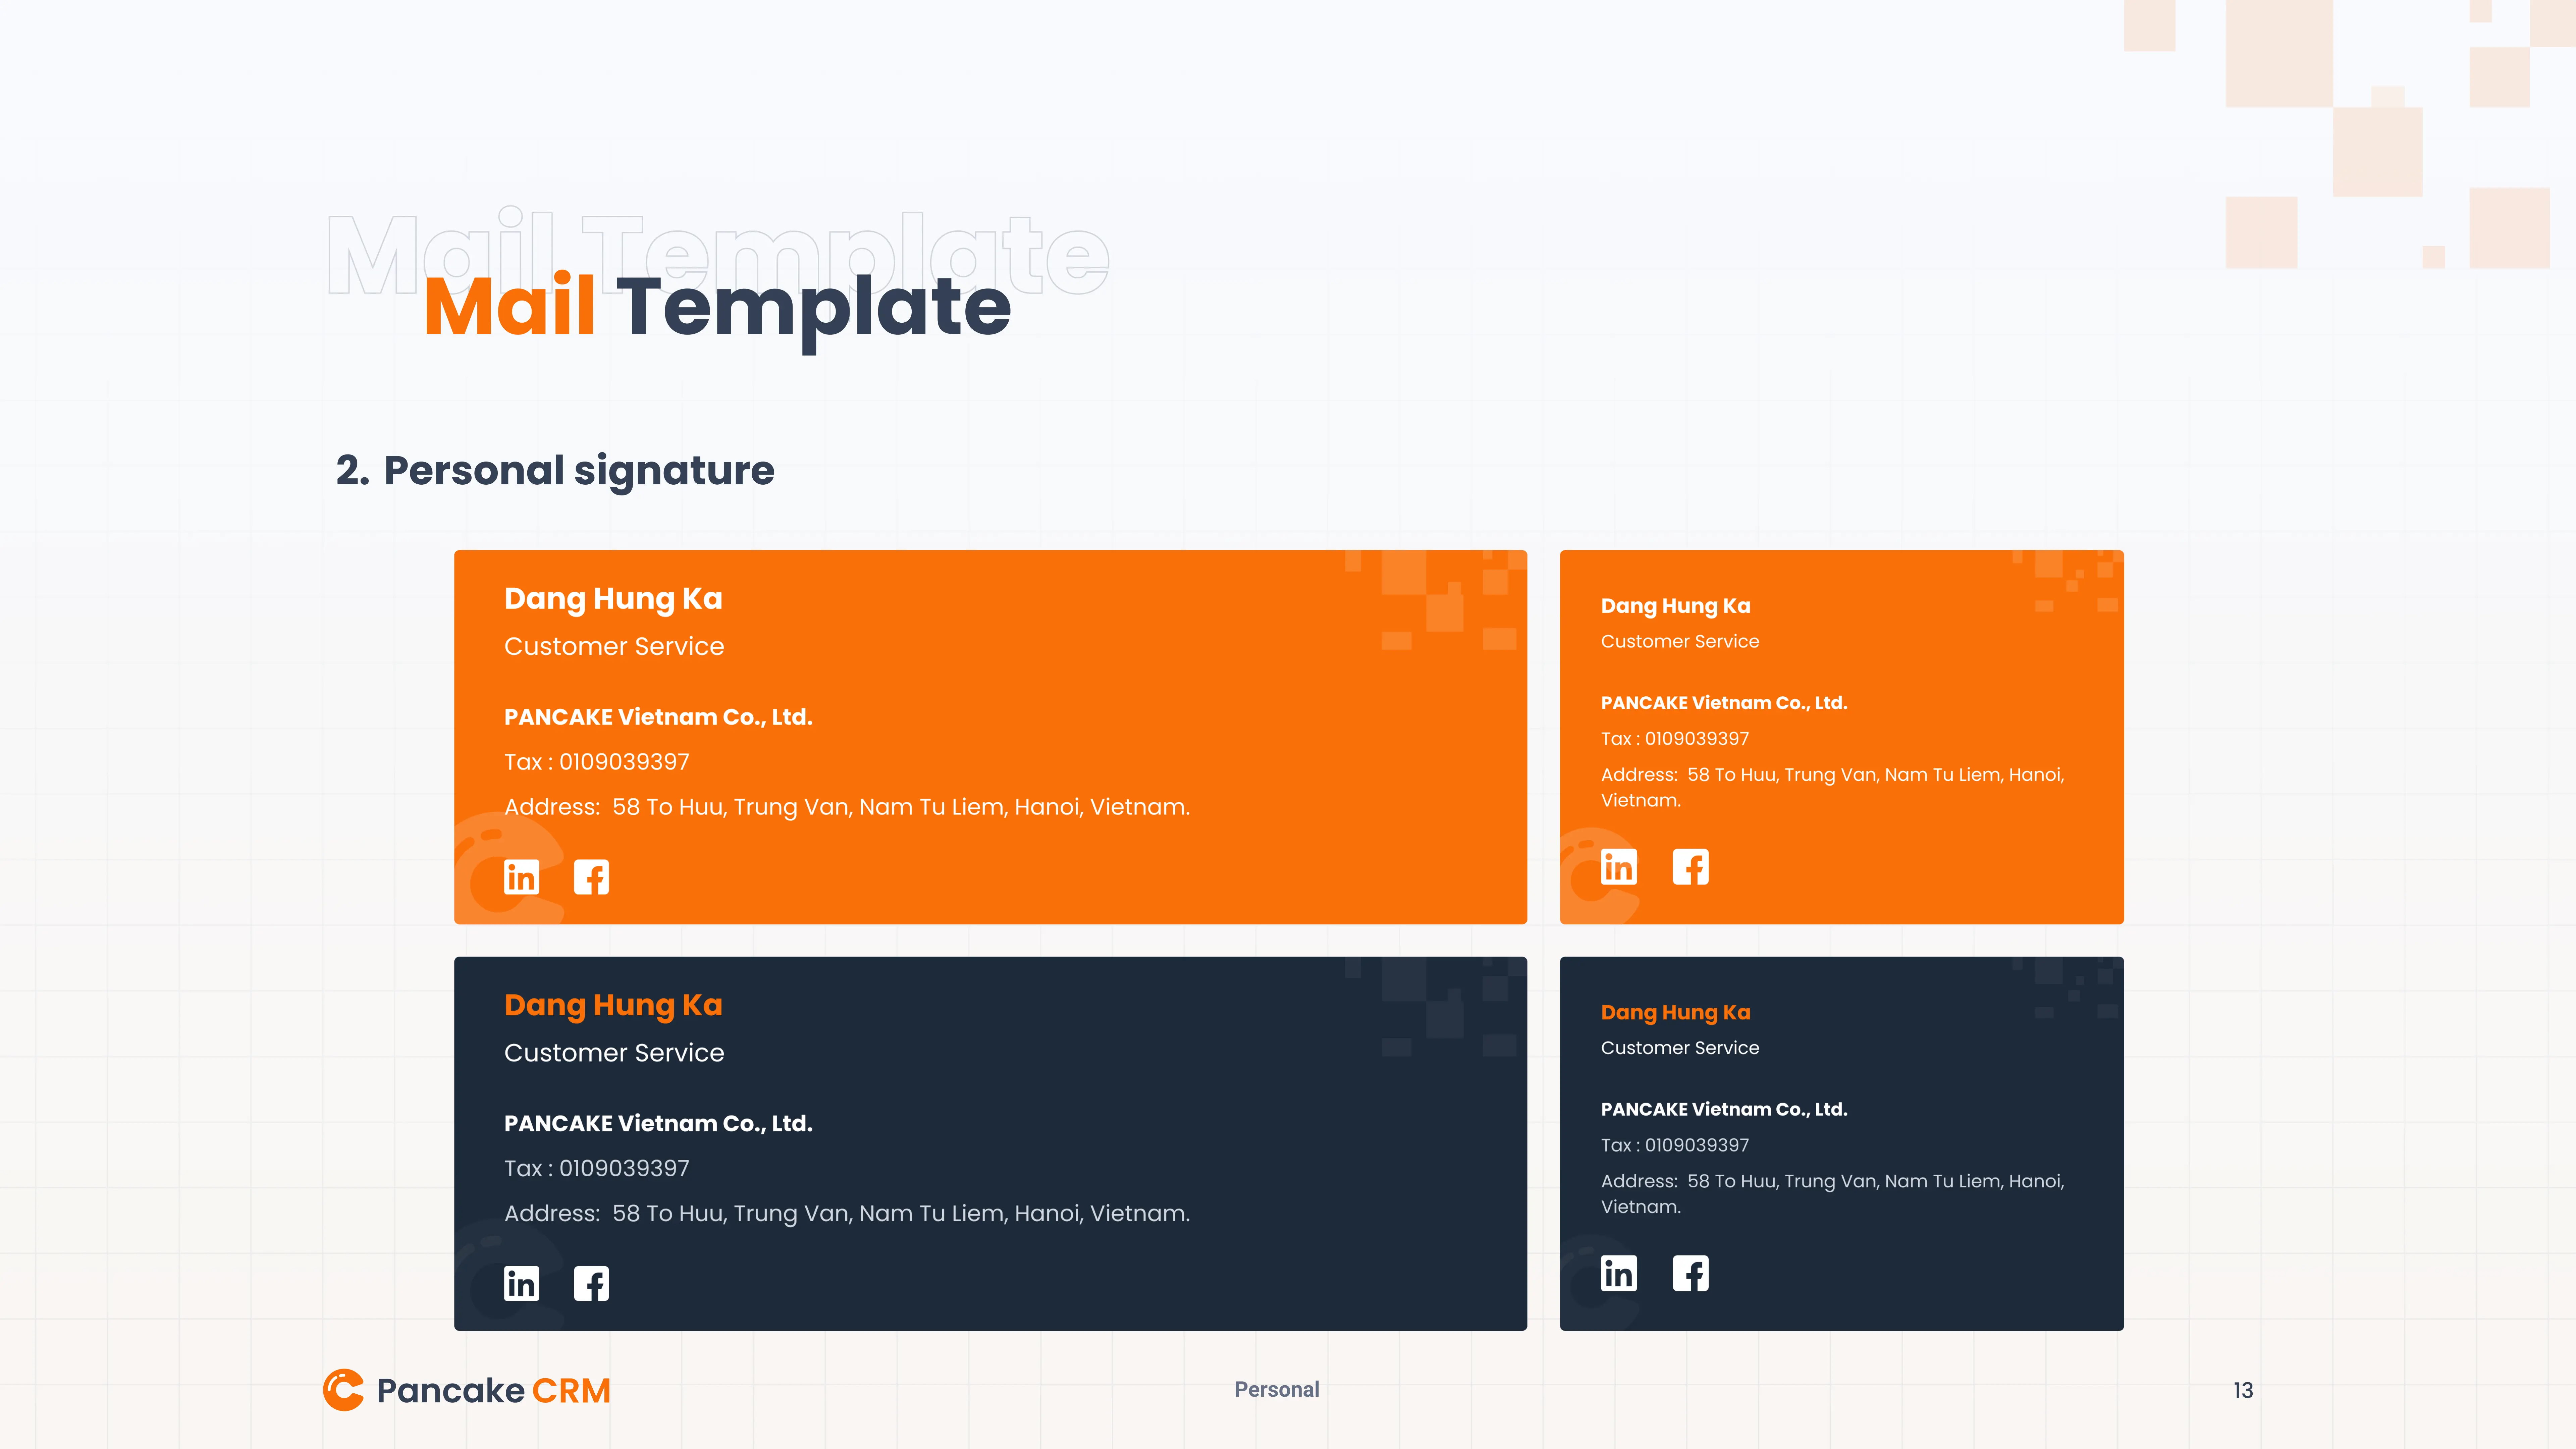 Mail Template
Mail Template
2. Personal signature
Dang Hung Ka
Customer Service
PANCAKE Vietnam Co., Ltd.
Tax : 0109039397
Address: 58 To Huu, Trung Van, Nam Tu Liem, Hanoi, Vietnam.
in f
Dang Hung Ka
Customer Service
PANCAKE Vietnam Co., Ltd.
Tax : 0109039397
Address: 58 To Huu, Trung Van, Nam Tu Liem, Hanoi,
Vietnam.
in f
Dang Hung Ka
Customer Service
PANCAKE Vietnam Co., Ltd.
Tax : 0109039397
Address: 58 To Huu, Trung Van, Nam Tu Liem, Hanoi, Vietnam.
in f
Dang Hung Ka
Customer Service
PANCAKE Vietnam Co., Ltd.
Tax : 0109039397
Address: 58 To Huu, Trung Van, Nam Tu Liem, Hanoi,
Vietnam.
in f
Pancake CRM
Personal
13